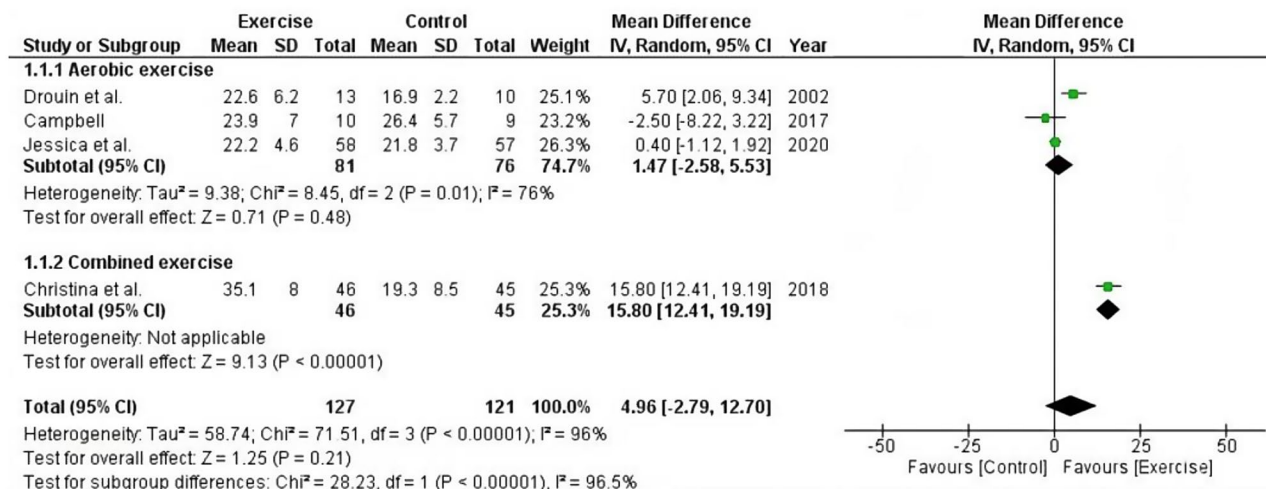 Exercise Control Mean Difference Mean Difference
Study or Subgroup Mean SD Total Mean SD Total Weight IV, Random, 95% CI Year IV, Random, 95% CI
1.1.1 Aerobic exercise
Drouin et al. 22.6 6.2 13 16.9 2.2 10 25.1% 5.70 [2.06, 9.34] 2002
Campbell 23.9 7 10 26.4 5.7 9 23.2% -2.50 [-8.22, 3.22] 2017
Jessica et al. 22.2 4.6 58 21.8 3.7 57 26.3% 0.40 [-1.12, 1.92] 2020
Subtotal (95% CI) 81 76 74.7% 1.47 [-2.58, 5.53]
Heterogeneity: Tau² = 9.38; Chi² = 8.45, df = 2 (P = 0.01); I² = 76%
Test for overall effect: Z = 0.71 (P = 0.48)
1.1.2 Combined exercise
Christina et al. 35.1 8 46 19.3 8.5 45 25.3% 15.80 [12.41, 19.19] 2018
Subtotal (95% CI) 46 45 25.3% 15.80 [12.41, 19.19]
Heterogeneity: Not applicable
Test for overall effect: Z = 9.13 (P < 0.00001)
Total (95% CI) 127 121 100.0% 4.96 [-2.79, 12.70]
Heterogeneity: Tau² = 58.74; Chi² = 71.51, df = 3 (P < 0.00001); I² = 96%
Test for overall effect: Z = 1.25 (P = 0.21)
Test for subgroup differences: Chi² = 28.23, df = 1 (P < 0.00001), I² = 96.5%
-50 -25 0 25 50
Favours [Control] Favours [Exercise]